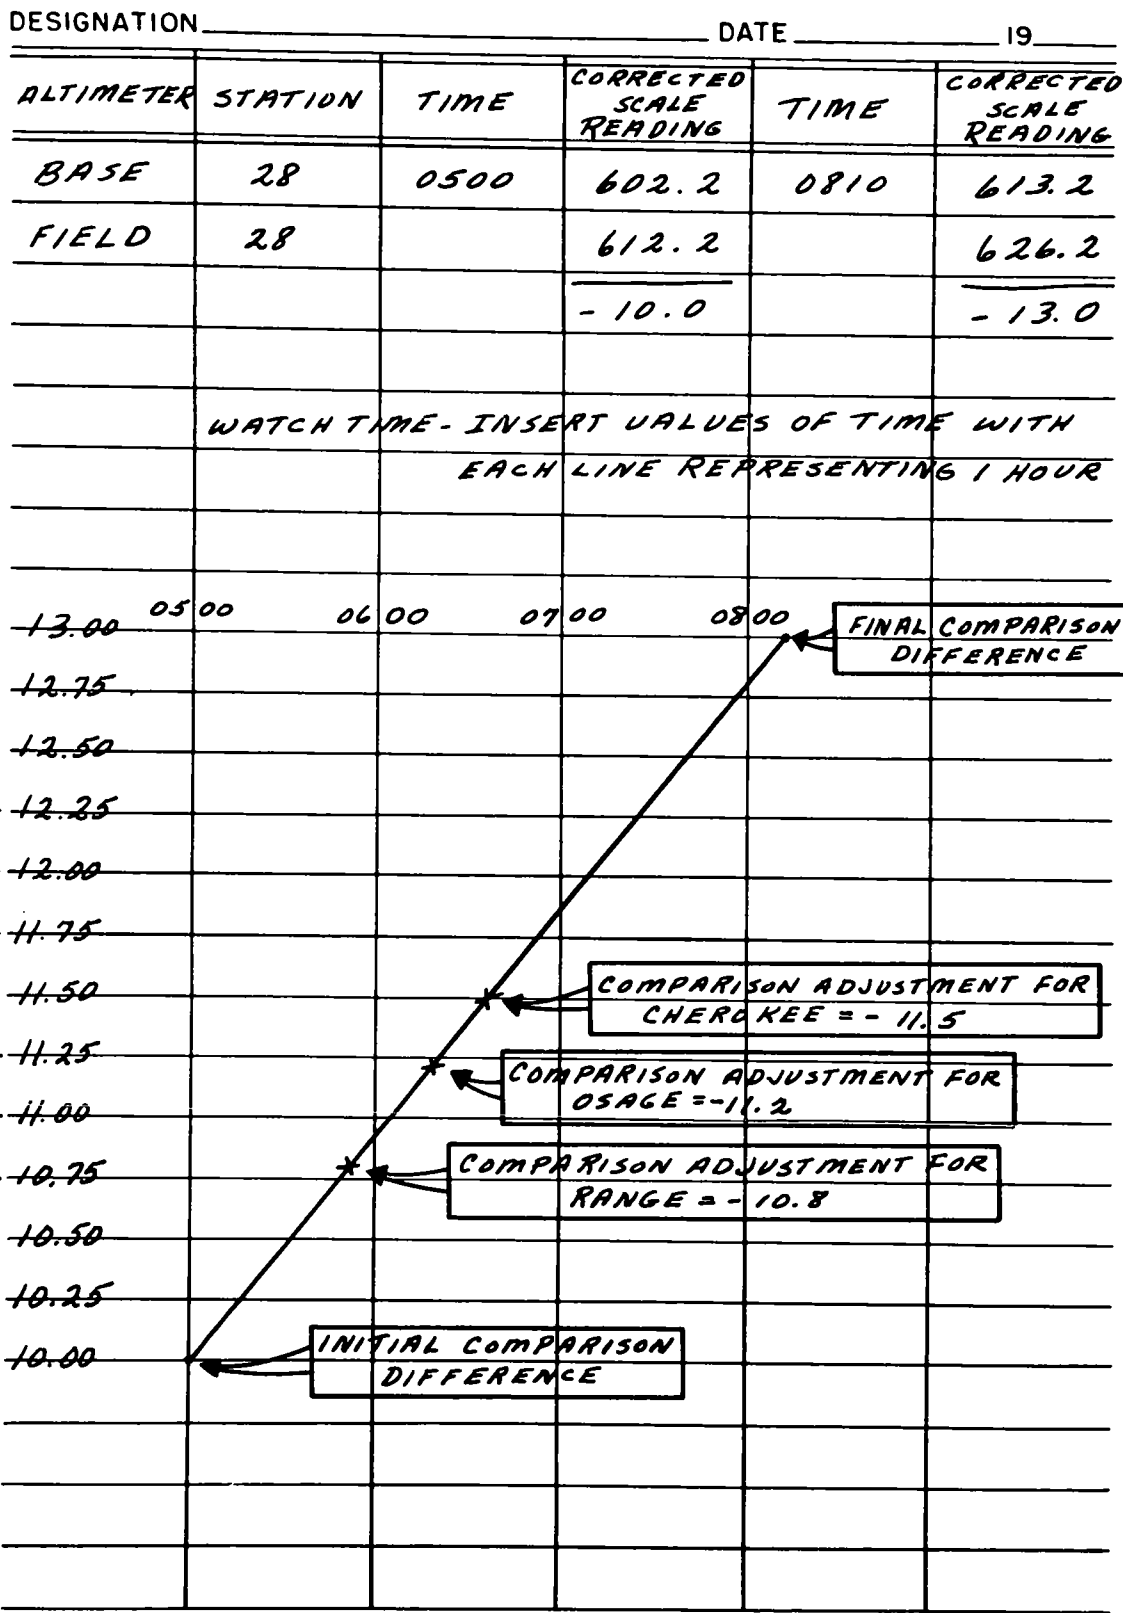 DESIGNATION DATE 19
ALTIMETER STATION TIME CORRECTED SCALE READING TIME CORRECTED SCALE READING
BASE 28 0500 602.2 0810 613.2
FIELD 28 612.2 626.2
- 10.0 - 13.0
WATCH TIME - INSERT VALUES OF TIME WITH
EACH LINE REPRESENTING 1 HOUR
0500 0600 0700 0800
13.00
FINAL COMPARISON
DIFFERENCE
12.75
12.50
12.25
12.00
11.75
11.50
COMPARISON ADJUSTMENT FOR
CHEROKEE = - 11.5
11.25
COMPARISON ADJUSTMENT FOR
OSAGE = -11.2
11.00
10.75
COMPARISON ADJUSTMENT FOR
RANGE = - 10.8
10.50
10.25
10.00
INITIAL COMPARISON
DIFFERENCE